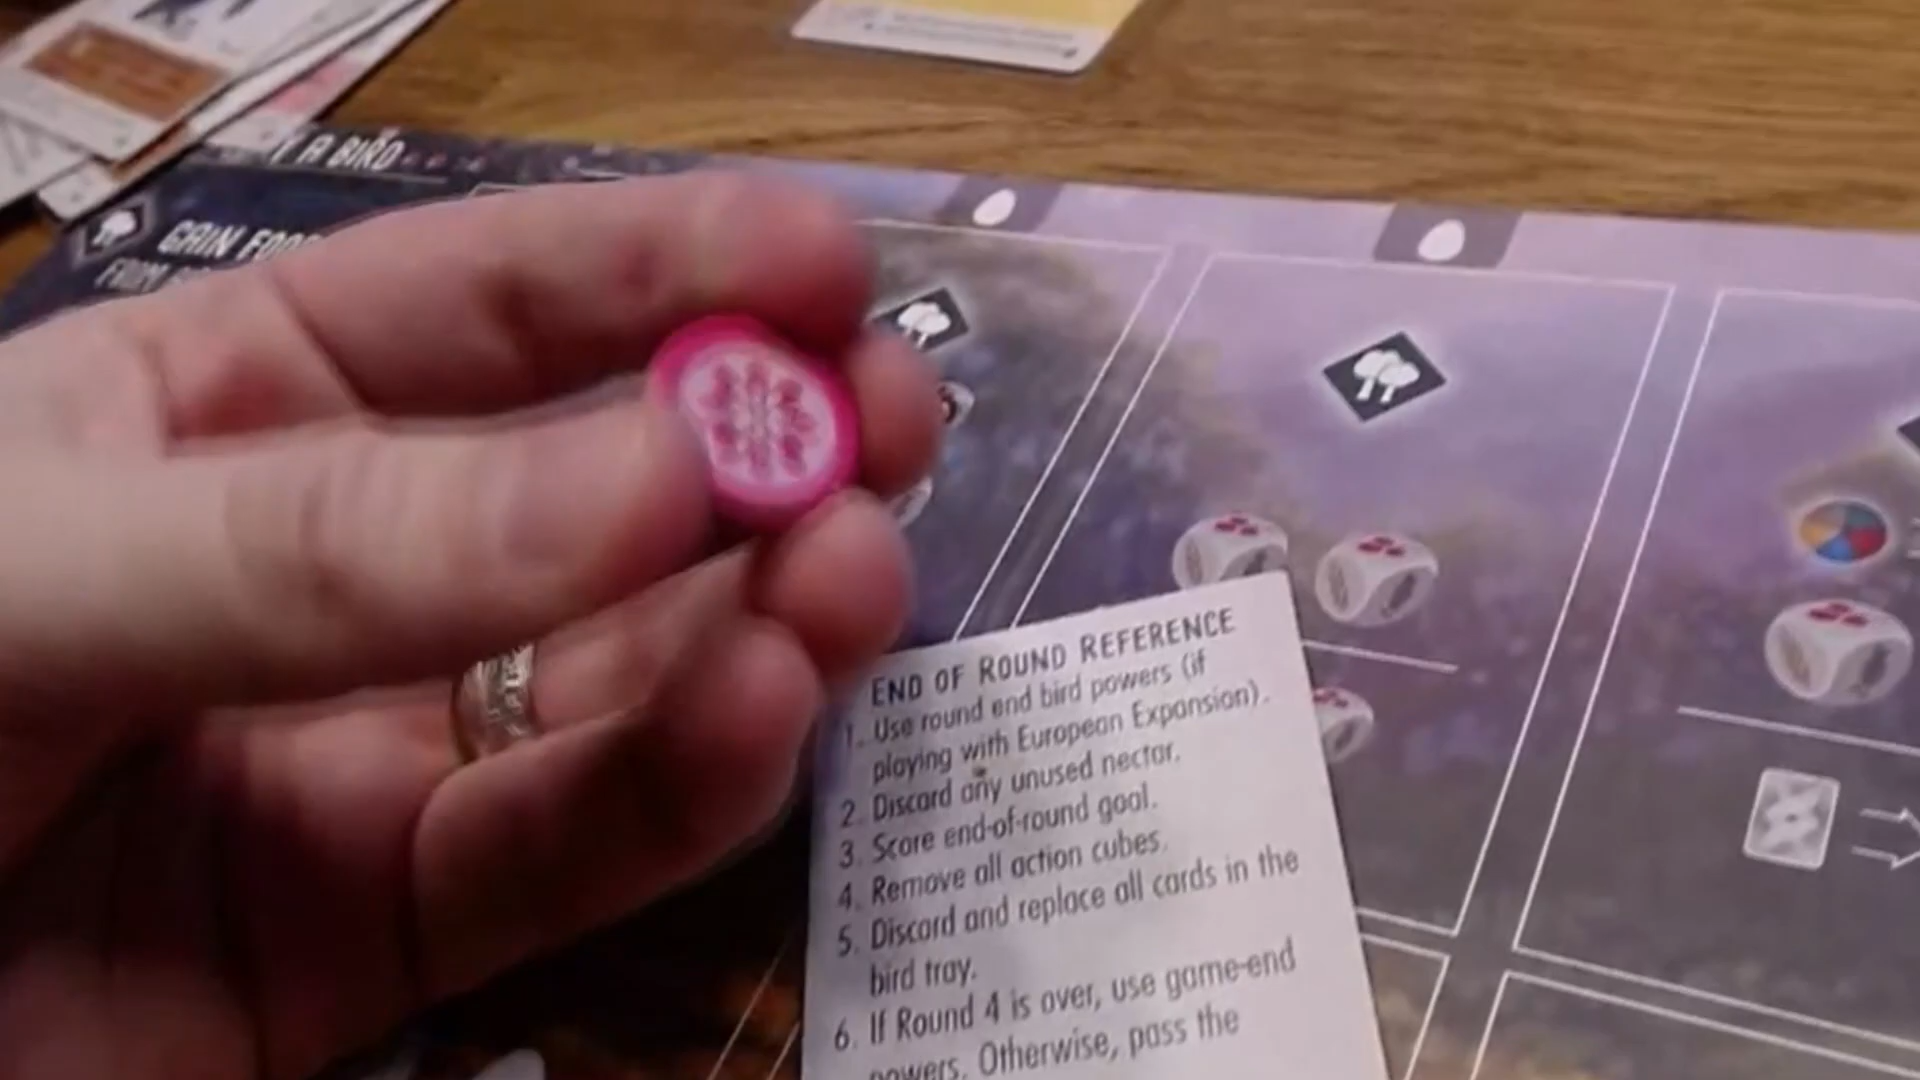 A BIRD
GAIN FOOD
END OF ROUND REFERENCE
1. Use round end bird powers (if
playing with European Expansion).
2. Discard any unused nectar.
3. Score end-of-round goal.
4. Remove all action cubes.
5. Discard and replace all cards in the
bird tray.
6. If Round 4 is over, use game-end
powers. Otherwise, pass the